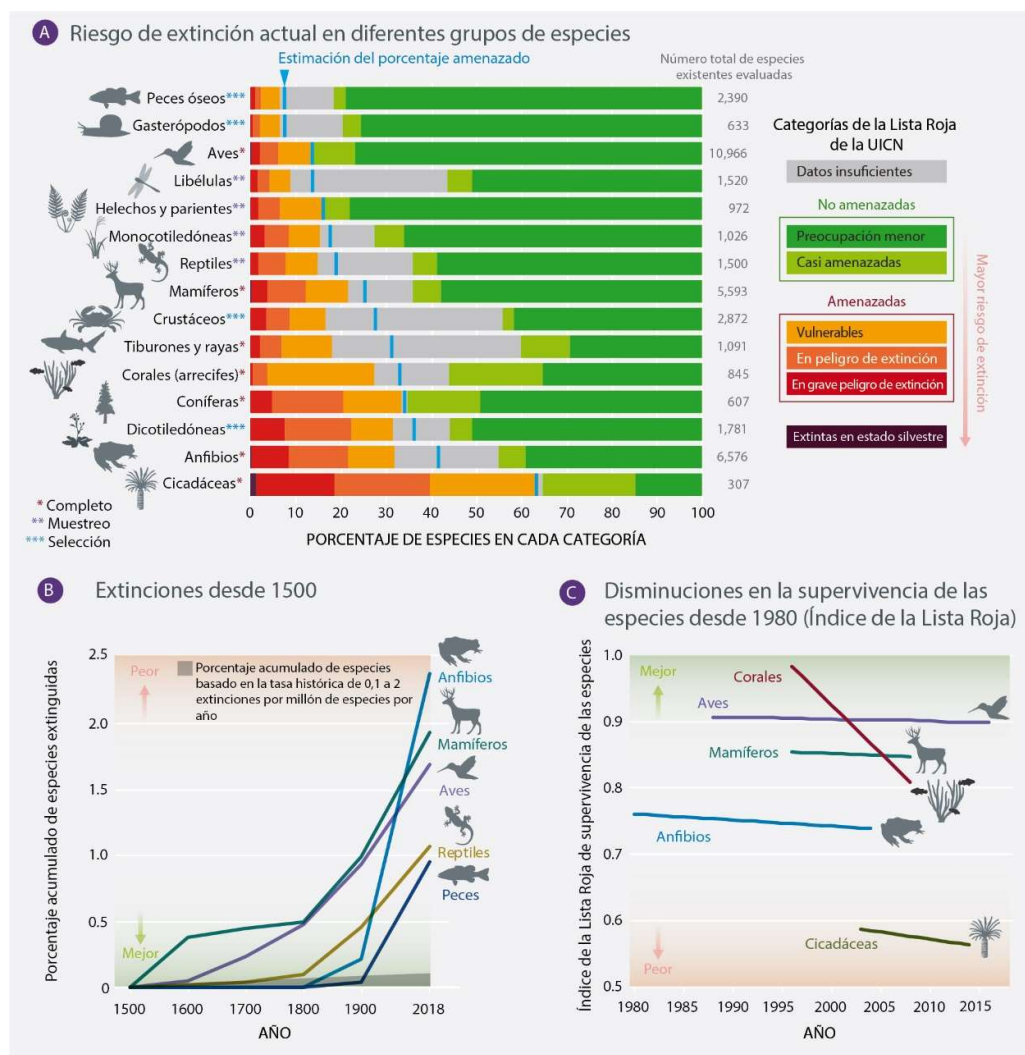 A Riesgo de extinción actual en diferentes grupos de especies
Estimación del porcentaje amenazado
Número total de especies
existentes evaluadas
Peces óseos*** 2,390
Gasterópodos*** 633
Aves* 10,966
Libélulas** 1,520
Helechos y parientes** 972
Monocotiledóneas** 1,026
Reptiles** 1,500
Mamíferos* 5,593
Crustáceos*** 2,872
Tiburones y rayas* 1,091
Corales (arrecifes)* 845
Coníferas* 607
Dicotiledóneas*** 1,781
Anfibios* 6,576
Cicadáceas* 307
0 10 20 30 40 50 60 70 80 90 100
PORCENTAJE DE ESPECIES EN CADA CATEGORÍA
* Completo
** Muestreo
*** Selección
Categorías de la Lista Roja
de la UICN
Datos insuficientes
No amenazadas
Preocupación menor
Casi amenazadas
Amenazadas
Vulnerables
En peligro de extinción
En grave peligro de extinción
Extintas en estado silvestre
Mayor riesgo de extinción
B Extinciones desde 1500
Porcentaje acumulado de especies extinguidas
2.5
2.0
1.5
1.0
0.5
0
Peor
Porcentaje acumulado de especies
basado en la tasa histórica de 0,1 a 2
extinciones por millón de especies por
año
Anfibios
Mamíferos
Aves
Reptiles
Peces
Mejor
1500 1600 1700 1800 1900 2018
AÑO
C Disminuciones en la supervivencia de las
especies desde 1980 (Índice de la Lista Roja)
Índice de la Lista Roja de supervivencia de las especies
1.0
0.9
0.8
0.7
0.6
0.5
Mejor
Corales
Aves
Mamíferos
Anfibios
Cicadáceas
Peor
1980 1985 1990 1995 2000 2005 2010 2015
AÑO